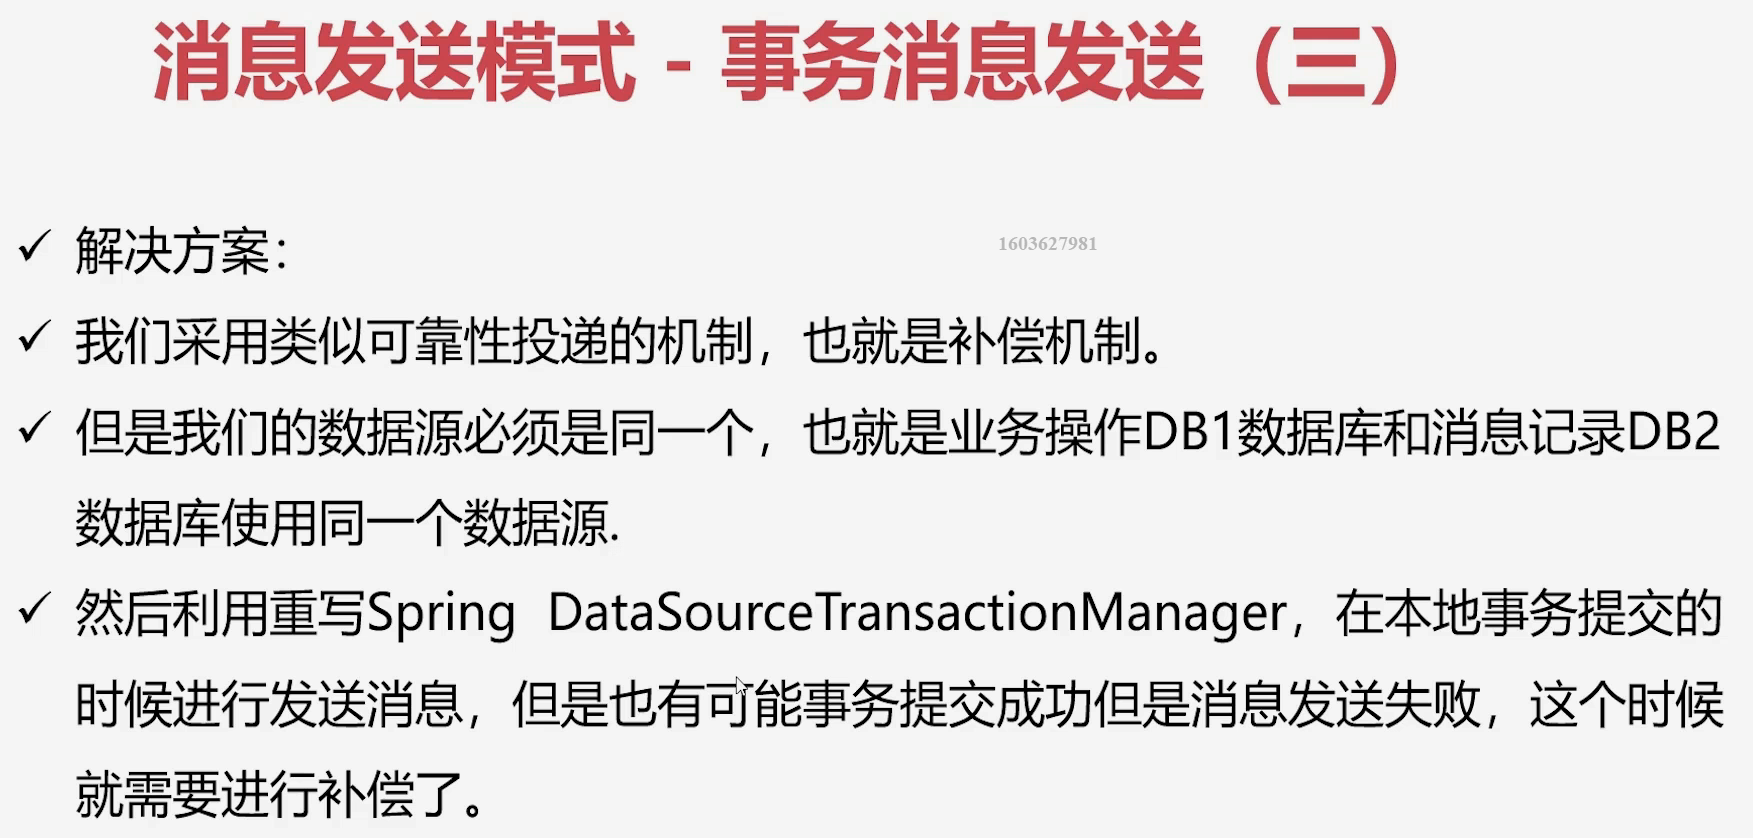 消息发送模式 - 事务消息发送（三）
1603627981
✓ 解决方案：
✓ 我们采用类似可靠性投递的机制，也就是补偿机制。
✓ 但是我们的数据源必须是同一个，也就是业务操作DB1数据库和消息记录DB2
数据库使用同一个数据源.
✓ 然后利用重写Spring DataSourceTransactionManager，在本地事务提交的
时候进行发送消息，但是也有可能事务提交成功但是消息发送失败，这个时候
就需要进行补偿了。